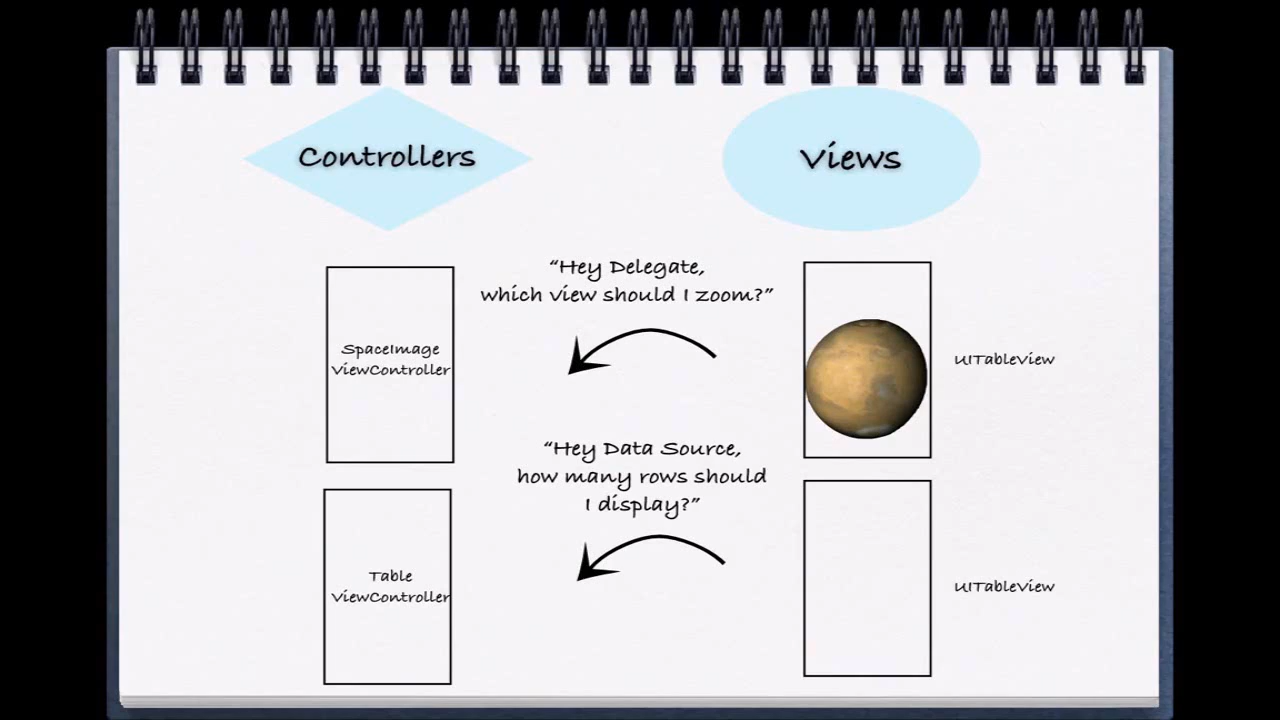 Controllers
Views
“Hey Delegate,
which view should I zoom?”
SpaceImage
ViewController
UITableView
“Hey Data Source,
how many rows should
I display?”
Table
ViewController
UITableView